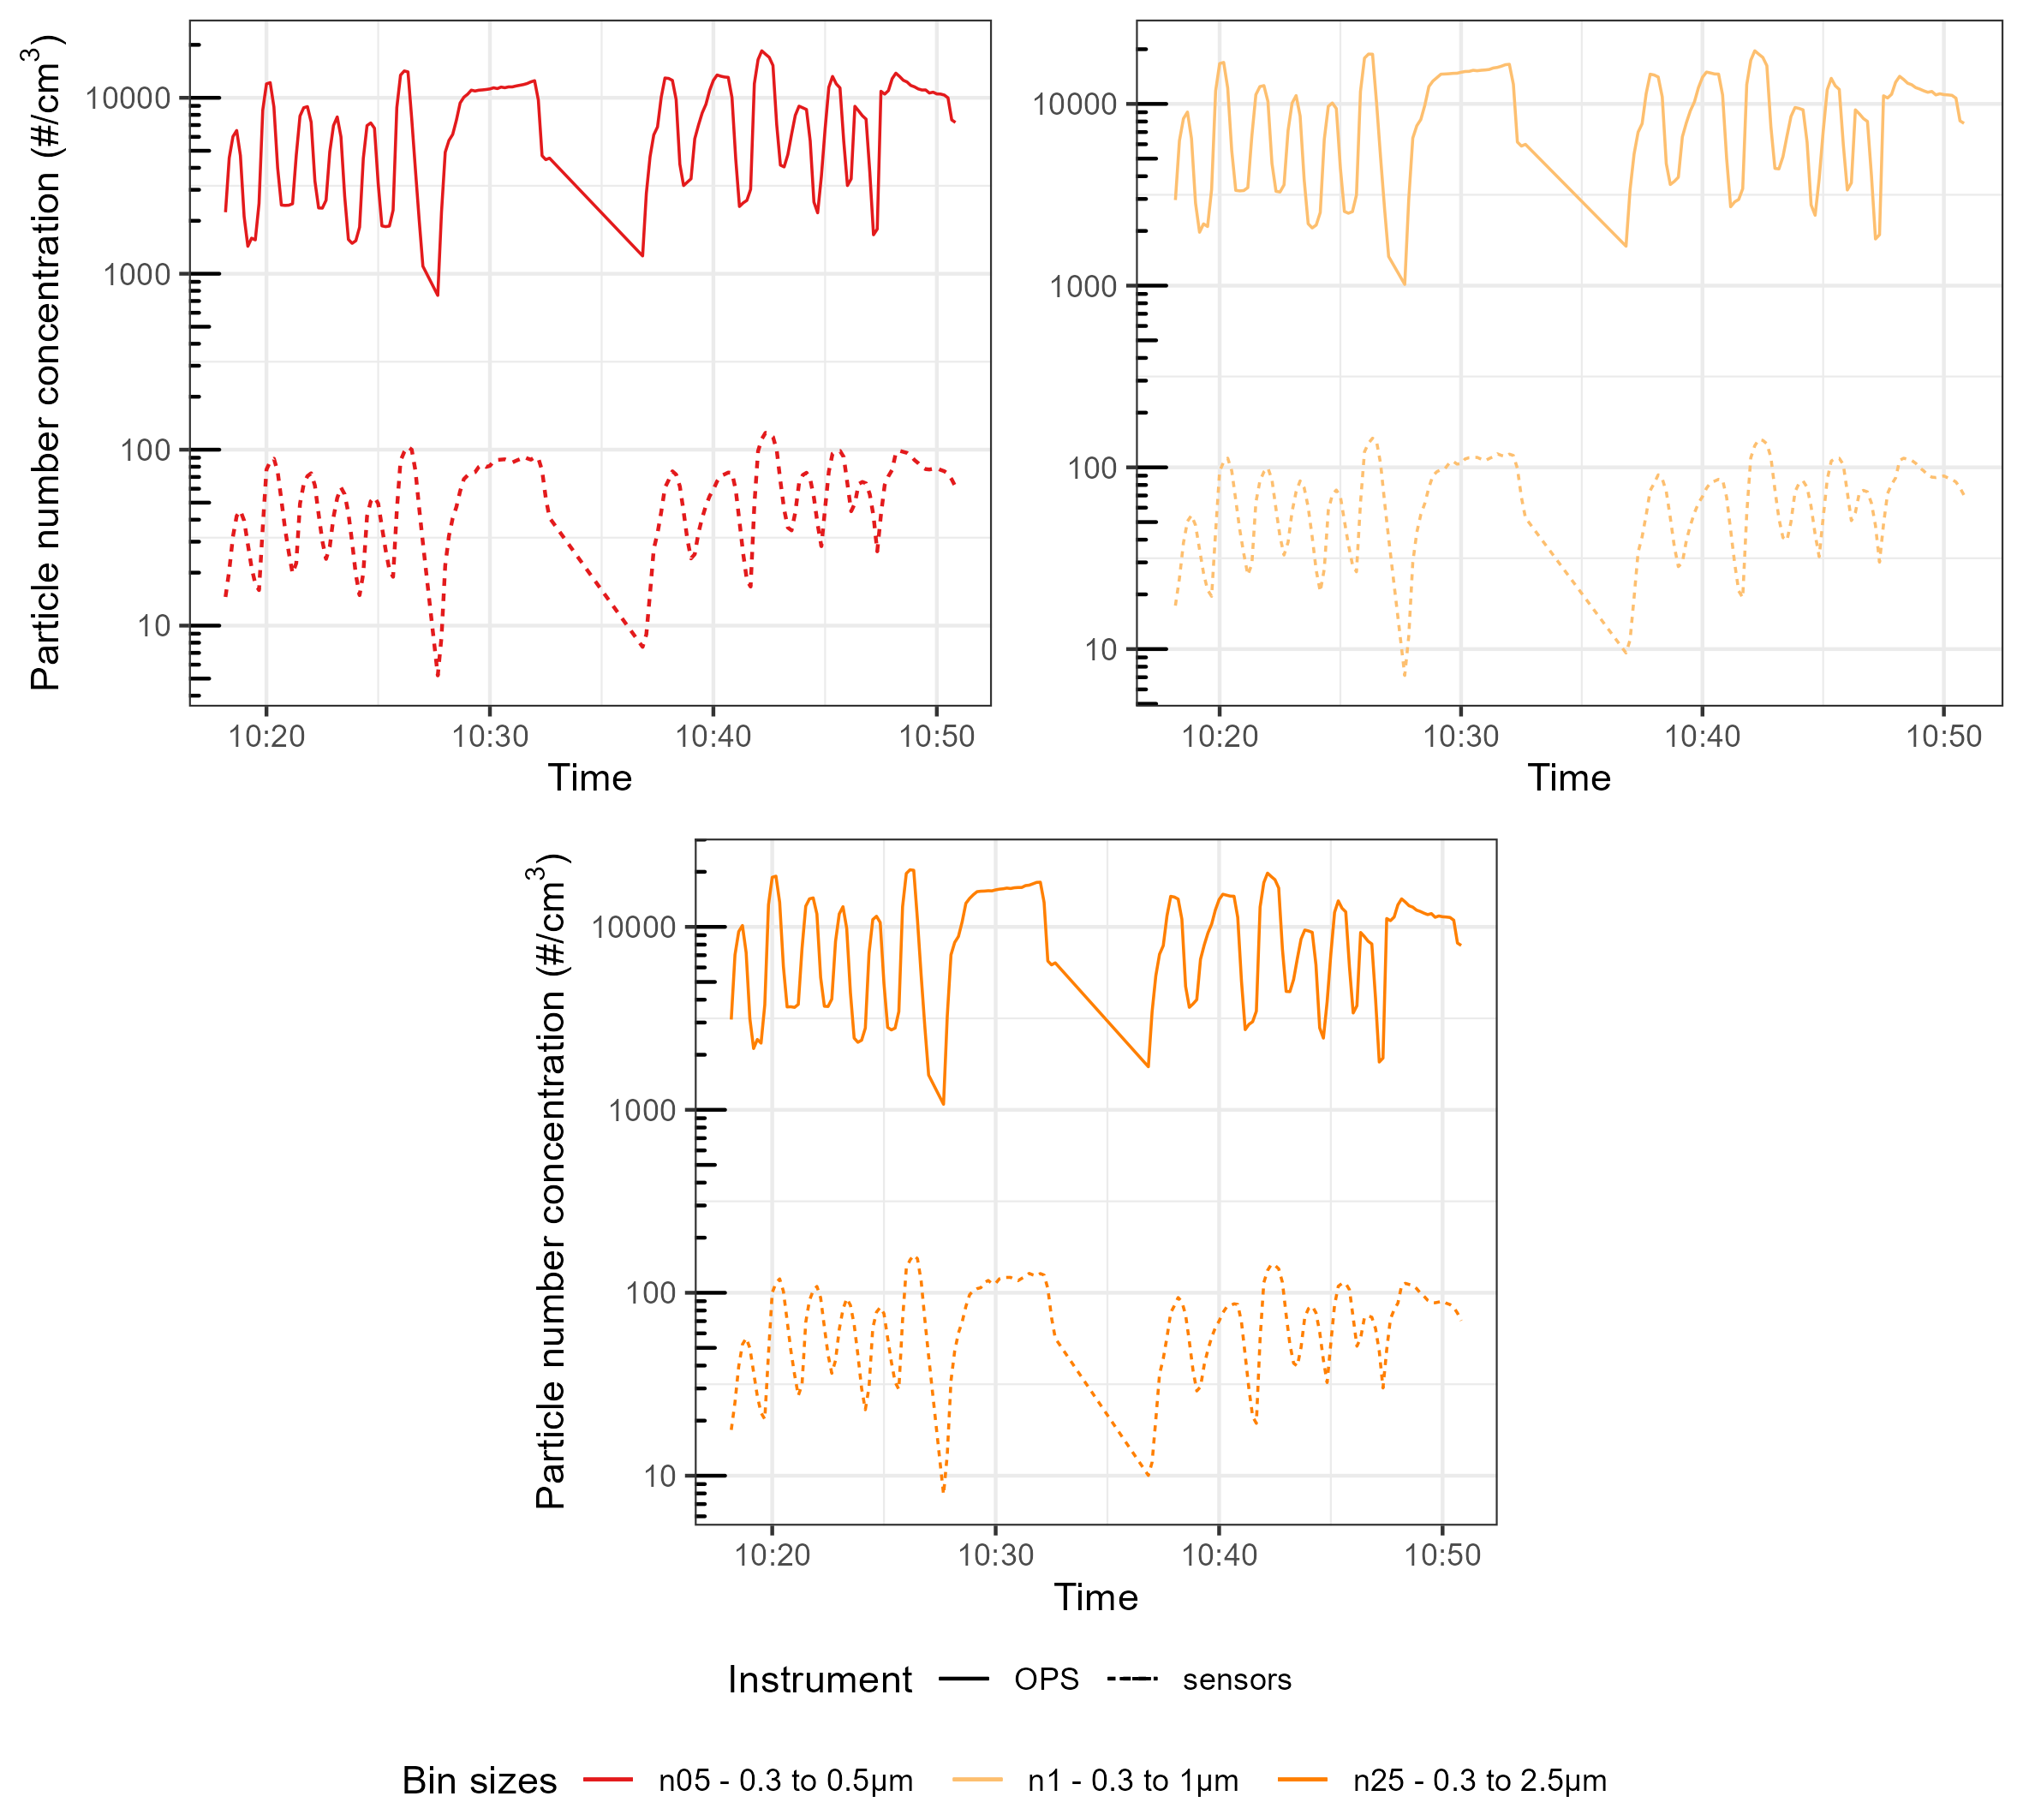 Particle number concentration (#/cm³)
10000
1000
100
10
10:20 10:30 10:40 10:50
Time
10000
1000
100
10
10:20 10:30 10:40 10:50
Time
Particle number concentration (#/cm³)
10000
1000
100
10
10:20 10:30 10:40 10:50
Time
Instrument OPS sensors
Bin sizes n05 - 0.3 to 0.5µm n1 - 0.3 to 1µm n25 - 0.3 to 2.5µm